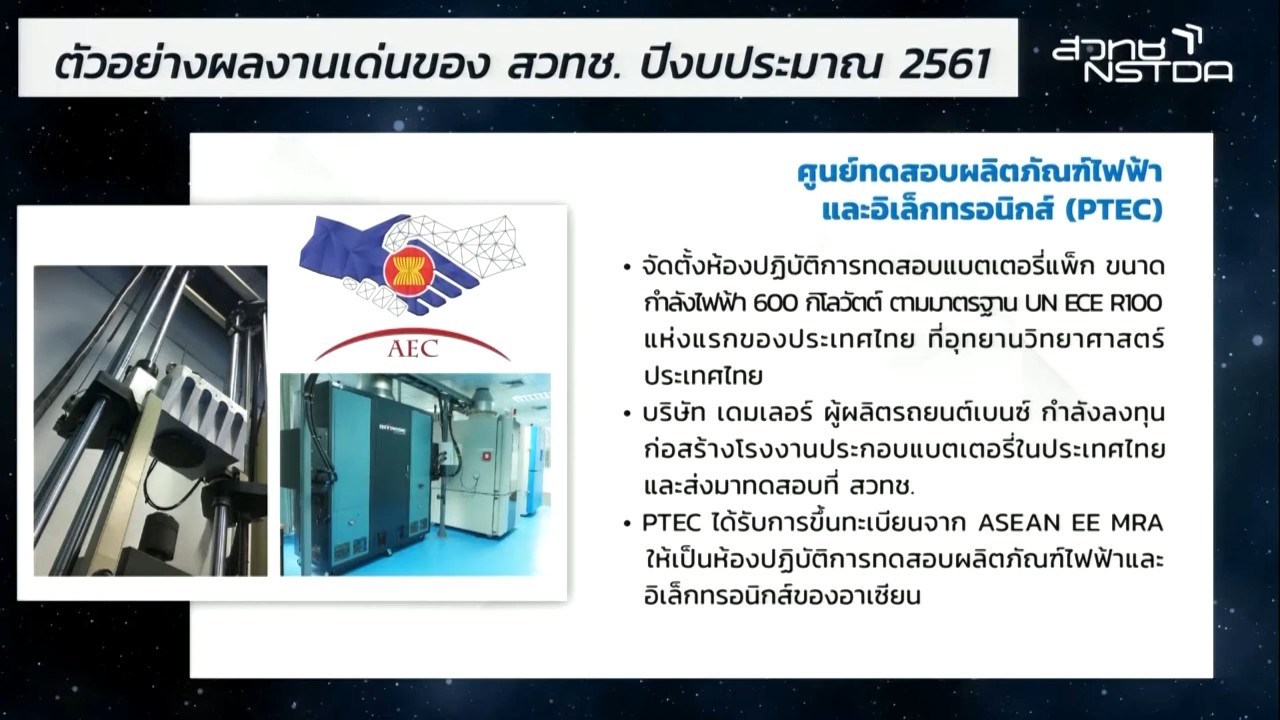 ตัวอย่างผลงานเด่นของ สวทช. ปีงบประมาณ 2561
สวทช
NSTDA
ศูนย์ทดสอบผลิตภัณฑ์ไฟฟ้า
และอิเล็กทรอนิกส์ (PTEC)
• จัดตั้งห้องปฏิบัติการทดสอบแบตเตอรี่แพ็ก ขนาด
กำลังไฟฟ้า 600 กิโลวัตต์ ตามมาตรฐาน UN ECE R100
แห่งแรกของประเทศไทย ที่อุทยานวิทยาศาสตร์
ประเทศไทย
• บริษัท เดมเลอร์ ผู้ผลิตรถยนต์เบนซ์ กำลังลงทุน
ก่อสร้างโรงงานประกอบแบตเตอรี่ในประเทศไทย
และส่งมาทดสอบที่ สวทช.
• PTEC ได้รับการขึ้นทะเบียนจาก ASEAN EE MRA
ให้เป็นห้องปฏิบัติการทดสอบผลิตภัณฑ์ไฟฟ้าและ
อิเล็กทรอนิกส์ของอาเซียน
AEC